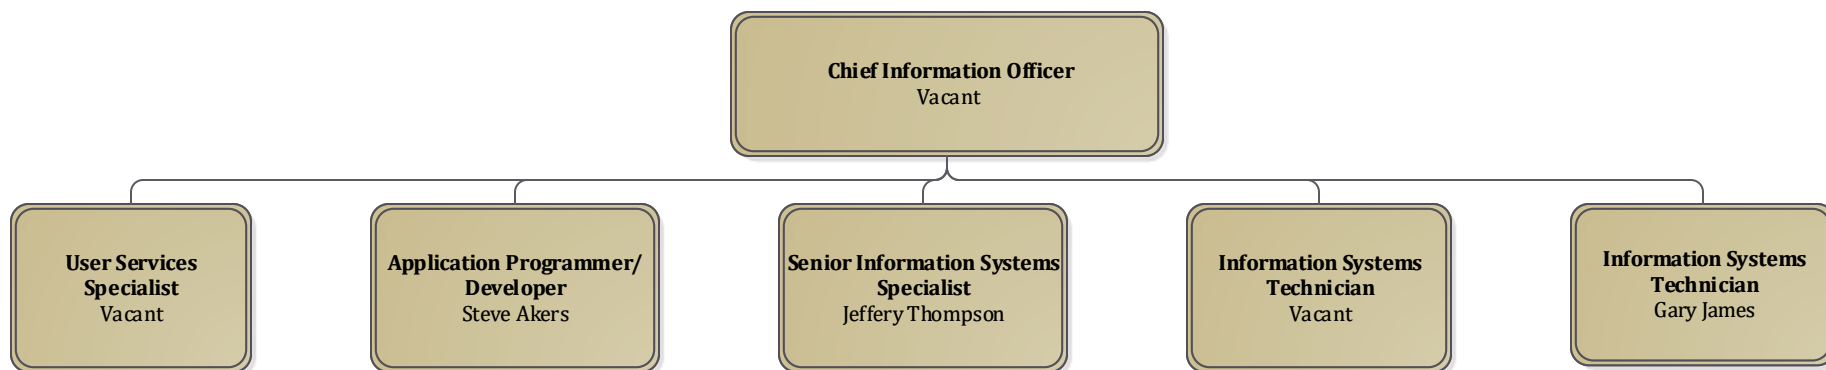 Chief Information Officer
Vacant
User Services
Specialist
Vacant
Application Programmer/
Developer
Steve Akers
Senior Information Systems
Specialist
Jeffery Thompson
Information Systems
Technician
Vacant
Information Systems
Technician
Gary James